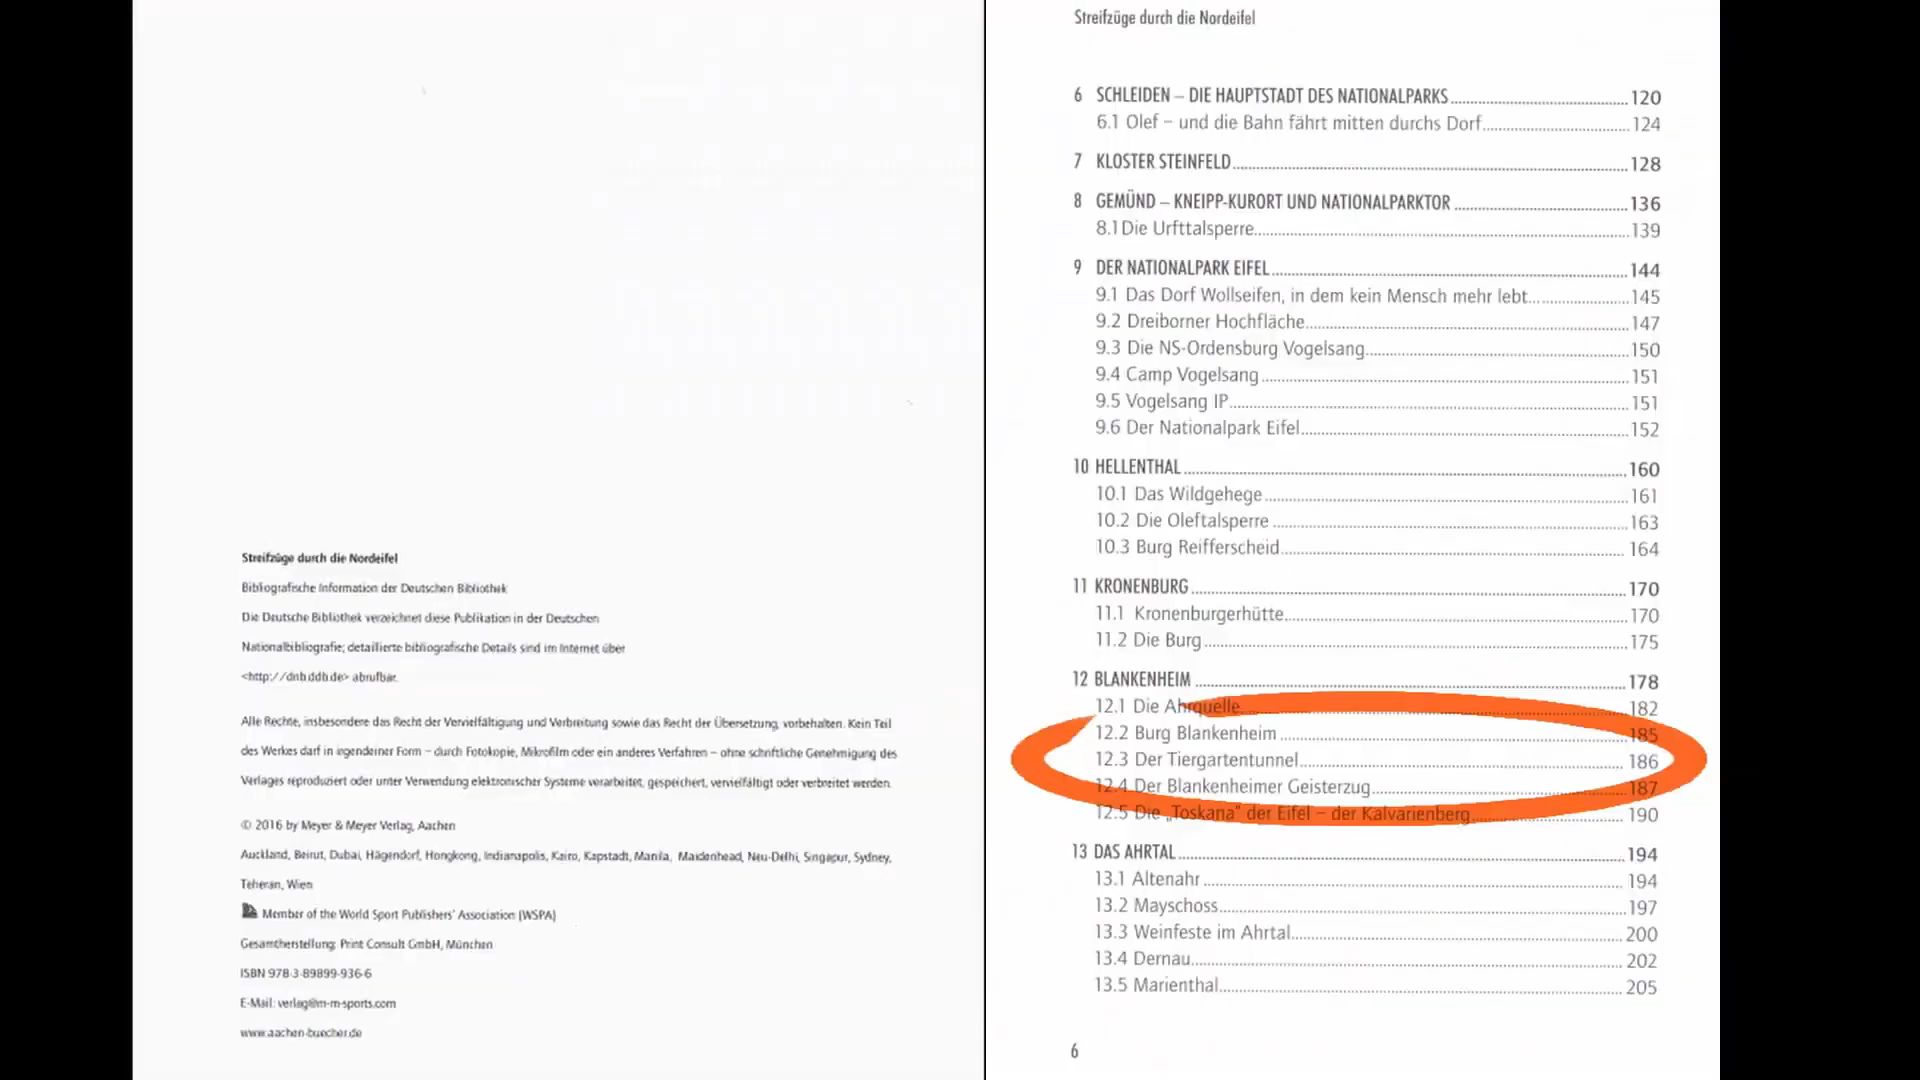 Streifzüge durch die Nordeifel
Bibliografische Information der Deutschen Bibliothek
Die Deutsche Bibliothek verzeichnet diese Publikation in der Deutschen
Nationalbibliografie; detaillierte bibliografische Details sind im Internet über
<http://dnb.ddb.de> abrufbar.
Alle Rechte, insbesondere das Recht der Vervielfältigung und Verbreitung sowie das Recht der Übersetzung, vorbehalten. Kein Teil
des Werkes darf in irgendeiner Form – durch Fotokopie, Mikrofilm oder ein anderes Verfahren – ohne schriftliche Genehmigung des
Verlages reproduziert oder unter Verwendung elektronischer Systeme verarbeitet, gespeichert, vervielfältigt oder verbreitet werden.
© 2016 by Meyer & Meyer Verlag, Aachen
Auckland, Beirut, Dubai, Hägendorf, Hongkong, Indianapolis, Kairo, Kapstadt, Manila, Maidenhead, Neu-Delhi, Singapur, Sydney,
Teheran, Wien
Member of the World Sport Publishers' Association (WSPA)
Gesamtherstellung: Print Consult GmbH, München
ISBN 978-3-89899-936-6
E-Mail: verlag@m-m-sports.com
www.aachen-buecher.de
Streifzüge durch die Nordeifel
6 SCHLEIDEN – DIE HAUPTSTADT DES NATIONALPARKS 120
6.1 Olef – und die Bahn fährt mitten durchs Dorf 124
7 KLOSTER STEINFELD 128
8 GEMÜND – KNEIPP-KURORT UND NATIONALPARKTOR 136
8.1 Die Urfttalsperre 139
9 DER NATIONALPARK EIFEL 144
9.1 Das Dorf Wollseifen, in dem kein Mensch mehr lebt 145
9.2 Dreiborner Hochfläche 147
9.3 Die NS-Ordensburg Vogelsang 150
9.4 Camp Vogelsang 151
9.5 Vogelsang IP 151
9.6 Der Nationalpark Eifel 152
10 HELLENTHAL 160
10.1 Das Wildgehege 161
10.2 Die Oleftalsperre 163
10.3 Burg Reifferscheid 164
11 KRONENBURG 170
11.1 Kronenburgerhütte 170
11.2 Die Burg 175
12 BLANKENHEIM 178
12.1 Die Ahrquelle 182
12.2 Burg Blankenheim 185
12.3 Der Tiergartentunnel 186
12.4 Der Blankenheimer Geisterzug 187
12.5 Die „Toskana" der Eifel – der Kalvarienberg 190
13 DAS AHRTAL 194
13.1 Altenahr 194
13.2 Mayschoss 197
13.3 Weinfeste im Ahrtal 200
13.4 Dernau 202
13.5 Marienthal 205
6